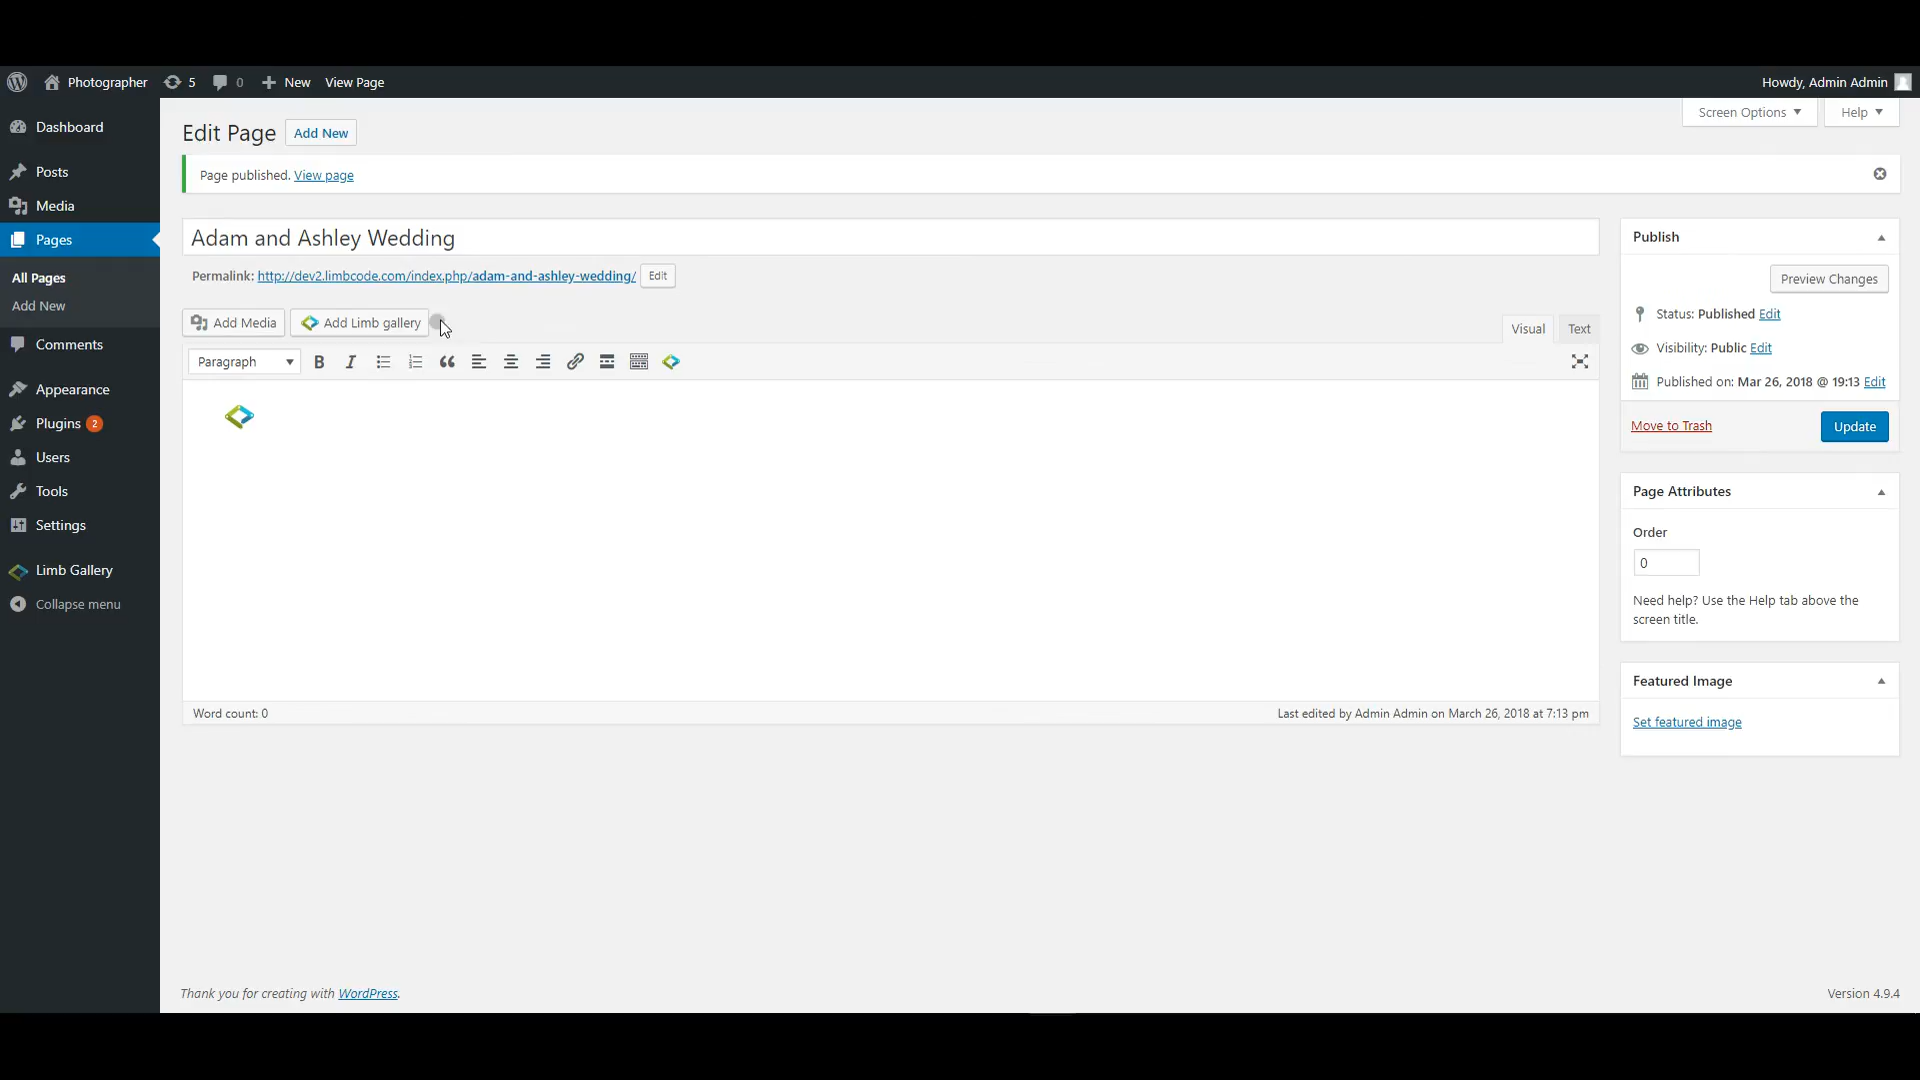 Photographer 5 0 New View Page Howdy, Admin Admin
Screen Options Help
Dashboard
Posts
Media
Pages
All Pages
Add New
Comments
Appearance
Plugins 2
Users
Tools
Settings
Limb Gallery
Collapse menu
Edit Page Add New
Page published. View page
Adam and Ashley Wedding
Permalink: http://dev2.limbcode.com/index.php/adam-and-ashley-wedding/ Edit
Add Media Add Limb gallery
Visual Text
Paragraph
Word count: 0 Last edited by Admin Admin on March 26, 2018 at 7:13 pm
Publish
Preview Changes
Status: Published Edit
Visibility: Public Edit
Published on: Mar 26, 2018 @ 19:13 Edit
Move to Trash Update
Page Attributes
Order
0
Need help? Use the Help tab above the
screen title.
Featured Image
Set featured image
Thank you for creating with WordPress. Version 4.9.4